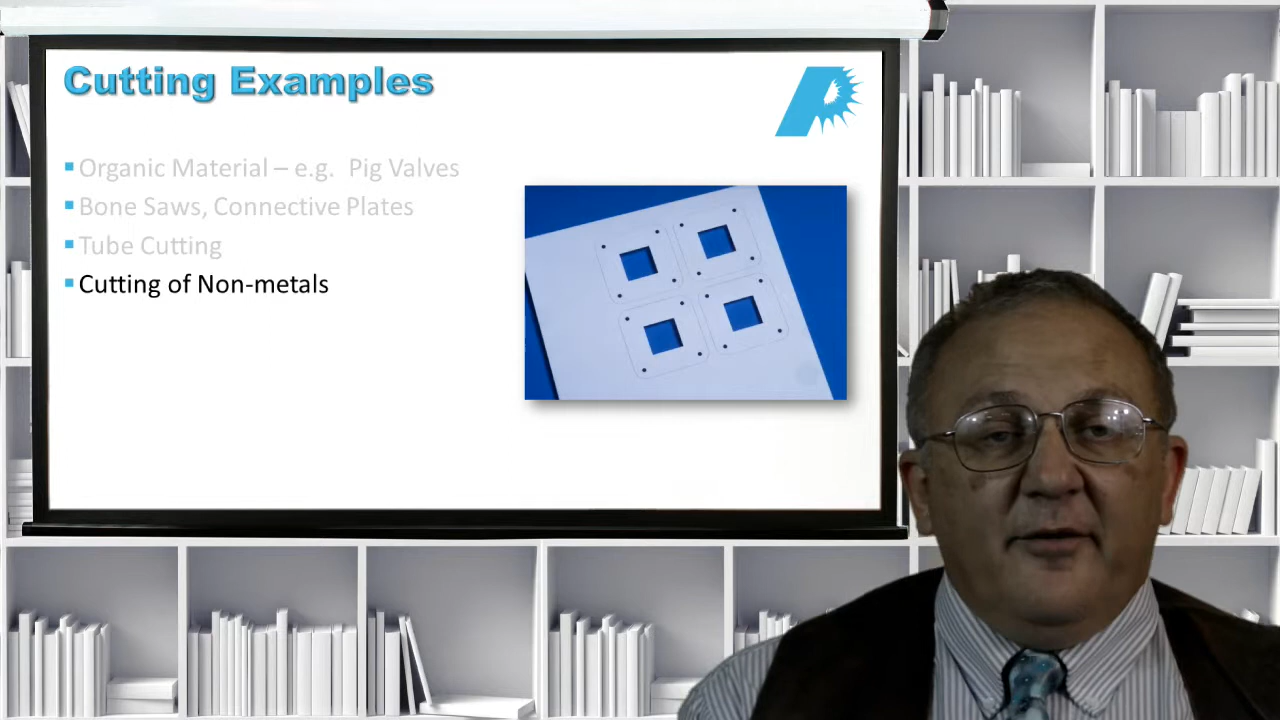 Cutting Examples
Organic Material – e.g. Pig Valves
Bone Saws, Connective Plates
Tube Cutting
Cutting of Non-metals